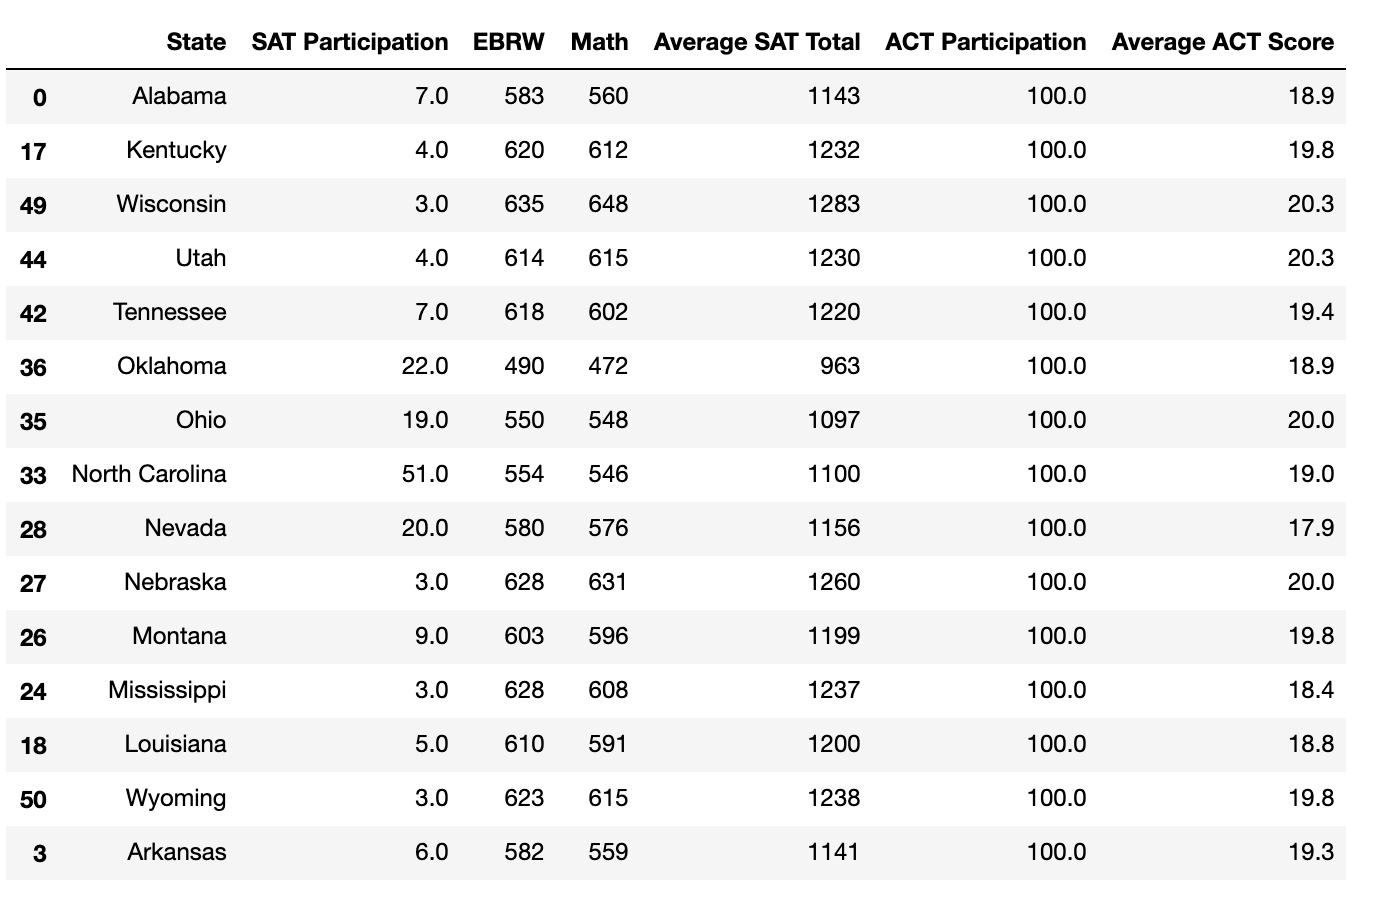 State SAT Participation EBRW Math Average SAT Total ACT Participation Average ACT Score
0 Alabama 7.0 583 560 1143 100.0 18.9
17 Kentucky 4.0 620 612 1232 100.0 19.8
49 Wisconsin 3.0 635 648 1283 100.0 20.3
44 Utah 4.0 614 615 1230 100.0 20.3
42 Tennessee 7.0 618 602 1220 100.0 19.4
36 Oklahoma 22.0 490 472 963 100.0 18.9
35 Ohio 19.0 550 548 1097 100.0 20.0
33 North Carolina 51.0 554 546 1100 100.0 19.0
28 Nevada 20.0 580 576 1156 100.0 17.9
27 Nebraska 3.0 628 631 1260 100.0 20.0
26 Montana 9.0 603 596 1199 100.0 19.8
24 Mississippi 3.0 628 608 1237 100.0 18.4
18 Louisiana 5.0 610 591 1200 100.0 18.8
50 Wyoming 3.0 623 615 1238 100.0 19.8
3 Arkansas 6.0 582 559 1141 100.0 19.3